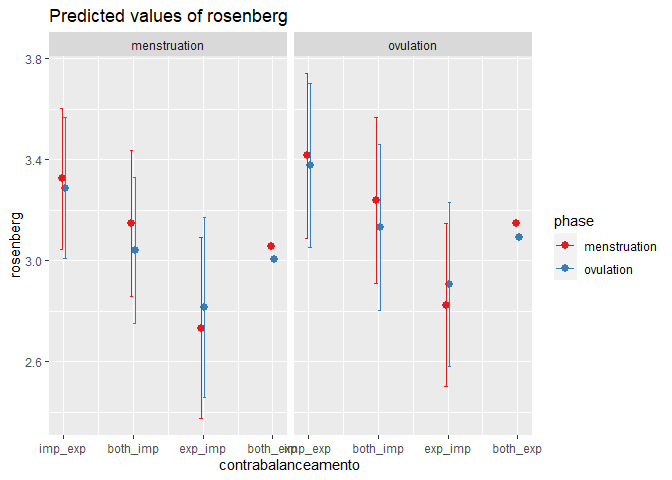 Predicted values of rosenberg
menstruation
ovulation
3.8
3.4
3.0
2.6
rosenberg
imp_exp
both_imp
exp_imp
both_exp
imp_exp
both_imp
exp_imp
both_exp
contrabalanceamento
phase
menstruation
ovulation